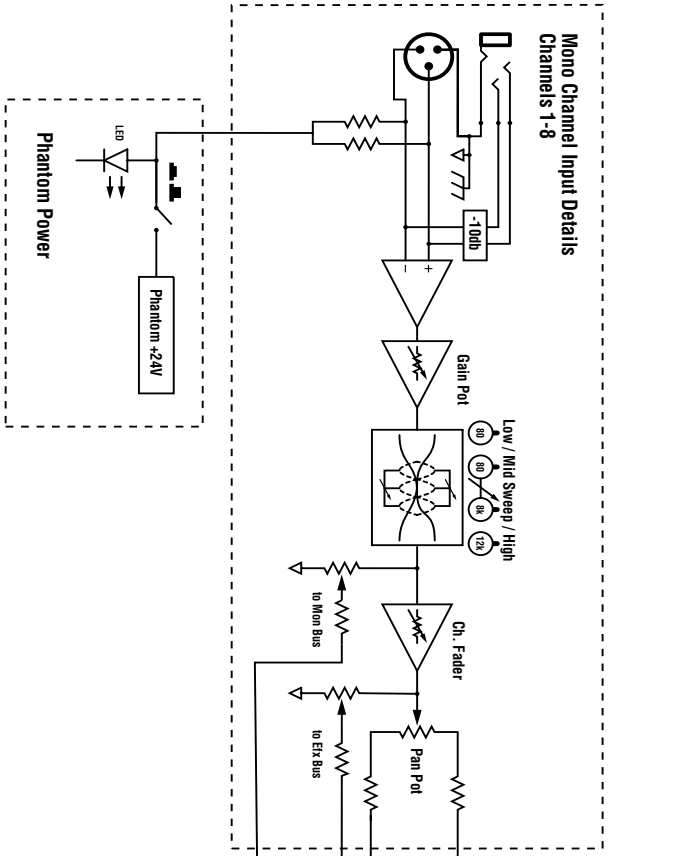 Mono Channel Input Details
Channels 1-8
-10db
+
−
Gain Pot
Low / Mid Sweep / High
80
80
8k
12k
to Mon Bus
Ch. Fader
to Efx Bus
Pan Pot
LED
Phantom +24V
Phantom Power